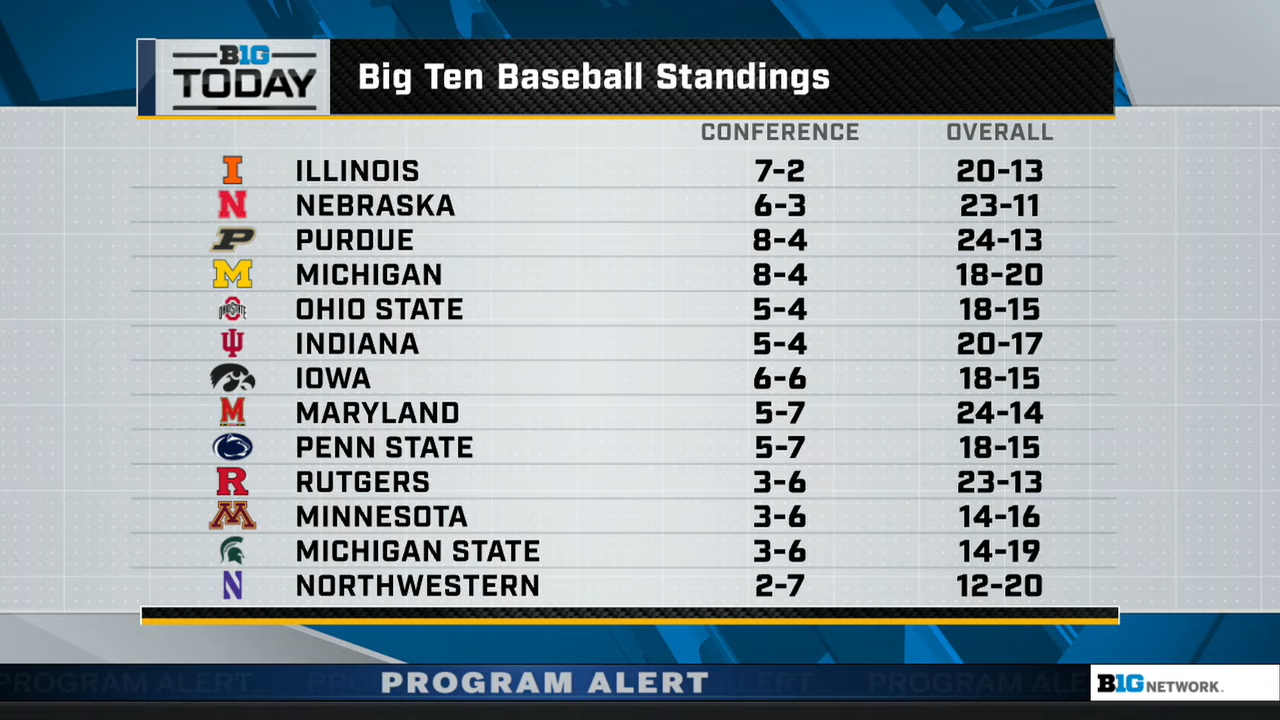 B1G TODAY Big Ten Baseball Standings
CONFERENCE OVERALL
ILLINOIS 7-2 20-13
NEBRASKA 6-3 23-11
PURDUE 8-4 24-13
MICHIGAN 8-4 18-20
OHIO STATE 5-4 18-15
INDIANA 5-4 20-17
IOWA 6-6 18-15
MARYLAND 5-7 24-14
PENN STATE 5-7 18-15
RUTGERS 3-6 23-13
MINNESOTA 3-6 14-16
MICHIGAN STATE 3-6 14-19
NORTHWESTERN 2-7 12-20
PROGRAM ALERT PROGRAM ALERT PROGRAM ALE B1G NETWORK.